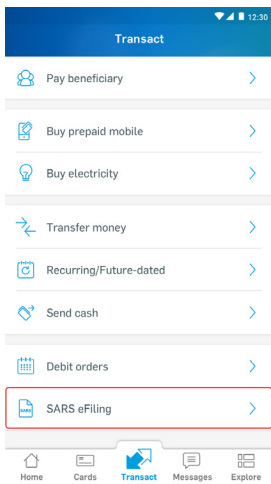 12:30
Transact
Pay beneficiary
Buy prepaid mobile
Buy electricity
Transfer money
Recurring/Future-dated
Send cash
Debit orders
SARS
SARS eFiling
Home Cards Transact Messages Explore